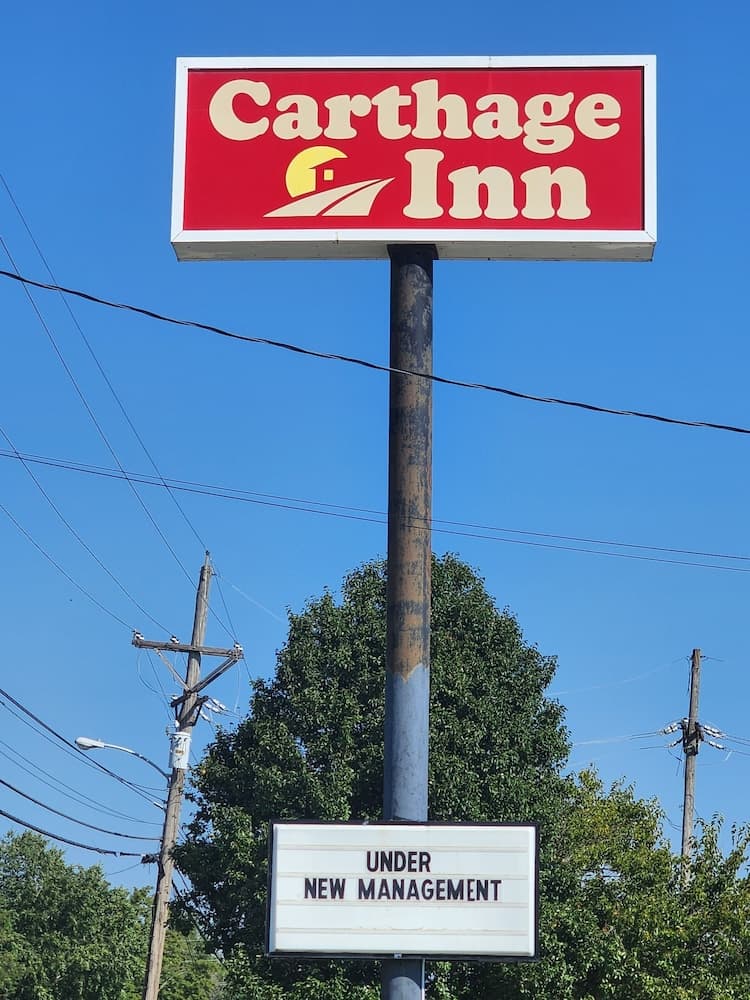 Carthage
Inn
UNDER
NEW MANAGEMENT